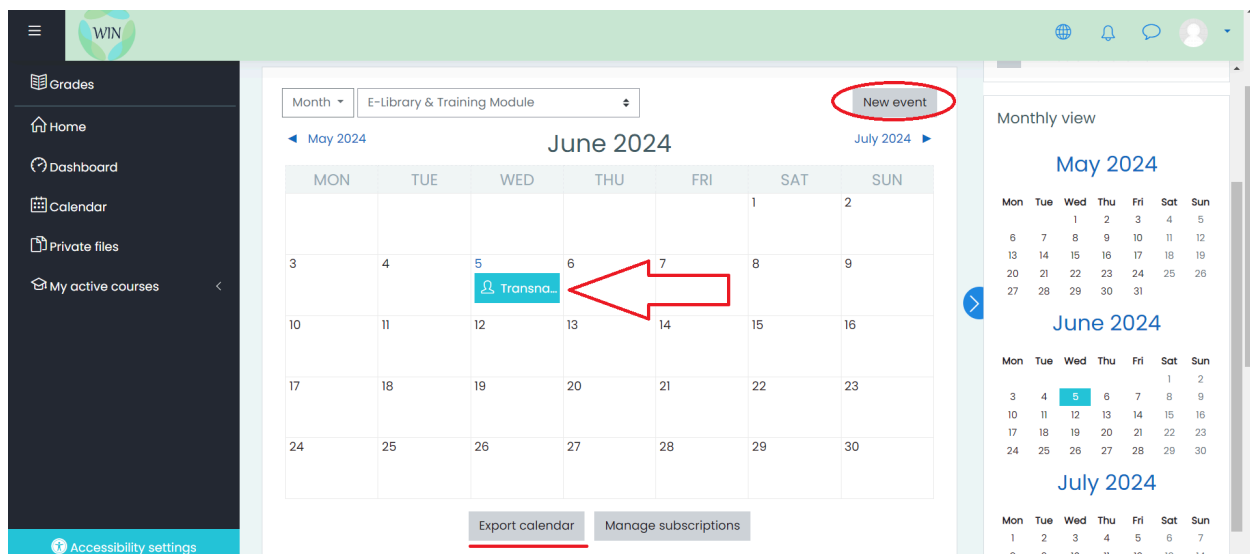 WIN
Grades
Home
Dashboard
Calendar
Private files
My active courses
Accessibility settings
Month
E-Library & Training Module
New event
May 2024
June 2024
July 2024
MON TUE WED THU FRI SAT SUN
1 2
3 4 5 6 7 8 9
Transna...
10 11 12 13 14 15 16
17 18 19 20 21 22 23
24 25 26 27 28 29 30
Export calendar Manage subscriptions
Monthly view
May 2024
Mon Tue Wed Thu Fri Sat Sun
1 2 3 4 5
6 7 8 9 10 11 12
13 14 15 16 17 18 19
20 21 22 23 24 25 26
27 28 29 30 31
June 2024
Mon Tue Wed Thu Fri Sat Sun
1 2
3 4 5 6 7 8 9
10 11 12 13 14 15 16
17 18 19 20 21 22 23
24 25 26 27 28 29 30
July 2024
Mon Tue Wed Thu Fri Sat Sun
1 2 3 4 5 6 7